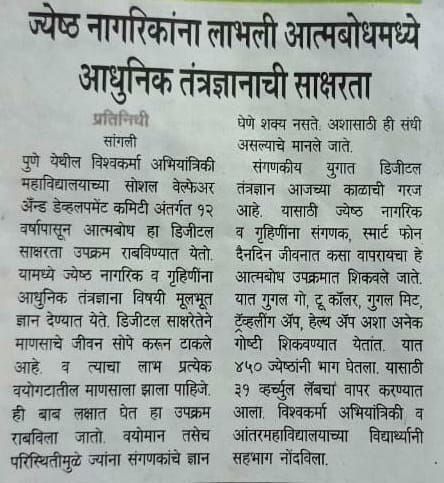 ज्येष्ठ नागरिकांना लाभली आत्मबोधमध्ये
आधुनिक तंत्रज्ञानाची साक्षरता
प्रतिनिधी
सांगली
पुणे येथील विश्वकर्मा अभियांत्रिकी
महाविद्यालयाच्या सोशल वेल्फेअर
अँन्ड डेव्हलपमेंट कमिटी अंतर्गत १२
वर्षापासून आत्मबोध हा डिजीटल
साक्षरता उपक्रम राबविण्यात येतो.
यामध्ये ज्येष्ठ नागरिक व गृहिणींना
आधुनिक तंत्रज्ञाना विषयी मूलभूत
ज्ञान देण्यात येते. डिजीटल साक्षरतेने
माणसाचे जीवन सोपे करून टाकले
आहे. व त्याचा लाभ प्रत्येक
वयोगटातील माणसाला झाला पाहिजे.
ही बाब लक्षात घेत हा उपक्रम
राबविला जातो. वयोमान तसेच
परिस्थितीमुळे ज्यांना संगणकांचे ज्ञान
घेणे शक्य नसते. अशासाठी ही संधी
असल्याचे मानले जाते.
संगणकीय युगात डिजीटल
तंत्रज्ञान आजच्या काळाची गरज
आहे. यासाठी ज्येष्ठ नागरिक
व गृहिणींना संगणक, स्मार्ट फोन
दैनदिन जीवनात कसा वापरायचा हे
आत्मबोध उपक्रमात शिकवले जाते.
यात गुगल गो, टू कॉलर, गुगल मिट,
ट्रॅव्हलींग ॲप, हेल्थ ॲप अशा अनेक
गोष्टी शिकवण्यात येतांत. यात
४५० ज्येष्ठांनी भाग घेतला. यासाठी
३१ व्हर्च्युल लॅबचा वापर करण्यात
आला. विश्वकर्मा अभियांत्रिकी व
आंतरमहाविद्यालयाच्या विद्यार्थ्यांनी
सहभाग नोंदविला.